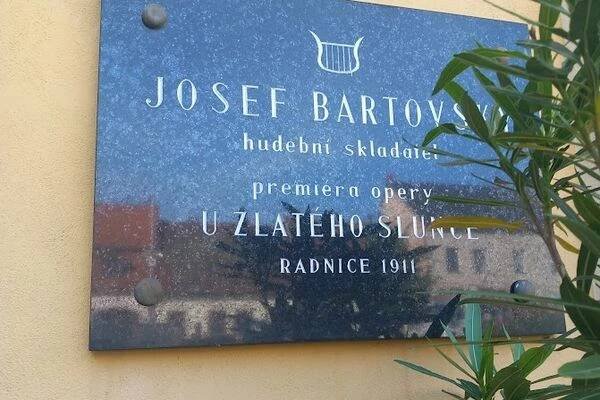 JOSEF BARTOVSKÝ
hudební skladatel
premiéra opery
U ZLATÉHO SLUNCE
RADNICE 1911